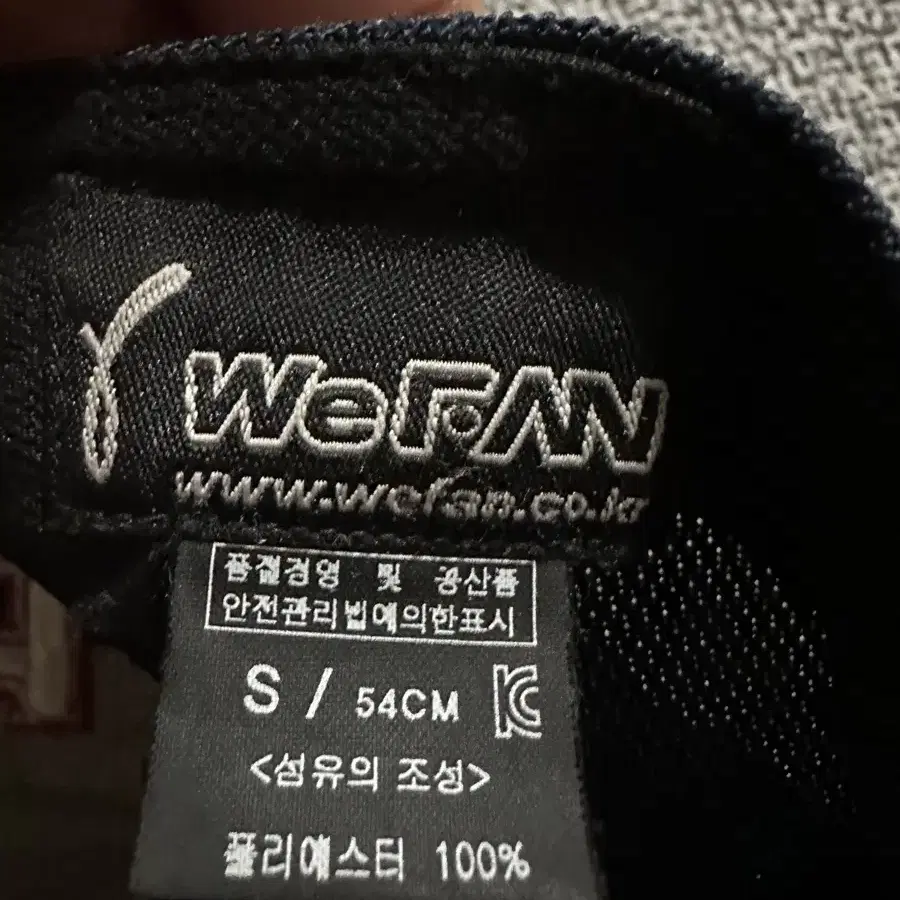 WeFAN
www.wefan.co.kr
품질경영 및 공산품
안전관리법에의한표시
S / 54CM KC
<섬유의 조성>
폴리에스터 100%